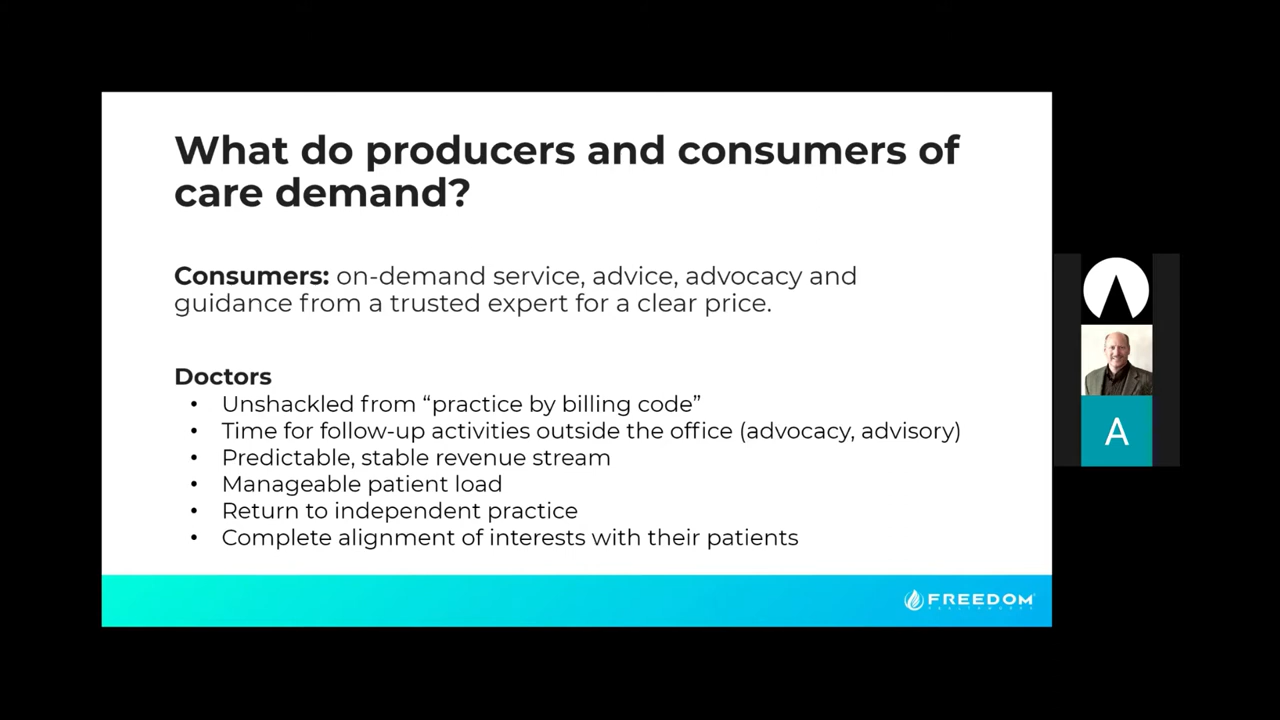 What do producers and consumers of
care demand?
Consumers: on-demand service, advice, advocacy and
guidance from a trusted expert for a clear price.
Doctors
• Unshackled from “practice by billing code”
• Time for follow-up activities outside the office (advocacy, advisory)
• Predictable, stable revenue stream
• Manageable patient load
• Return to independent practice
• Complete alignment of interests with their patients
FREEDOM
A